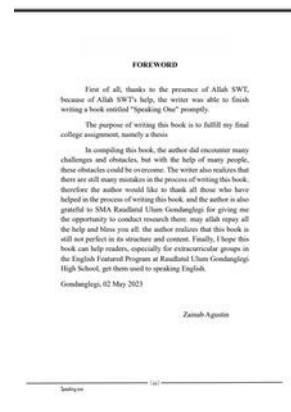 FOREWORD
First of all, thanks to the presence of Allah SWT,
because of Allah SWT's help, the writer was able to finish
writing a book entitled "Speaking One" promptly.
The purpose of writing this book is to fulfill my final
college assignment, namely a thesis
In compiling this book, the author did encounter many
challenges and obstacles, but with the help of many people,
these obstacles could be overcome. The writer also realizes that
there are still many mistakes in the process of writing this book,
therefore the author would like to thank all those who have
helped in the process of writing this book. and the author is also
grateful to SMA Raudlatul Ulum Gondanglegi for giving me
the opportunity to conduct research there. may allah repay all
the help and bless you all. the author realizes that this book is
still not perfect in its structure and content. Finally, I hope this
book can help readers, especially for extracurricular groups in
the English Featured Program at Raudlatul Ulum Gondanglegi
High School, get them used to speaking English.
Gondanglegi, 02 May 2023
Zainab Agustin
Speaking one